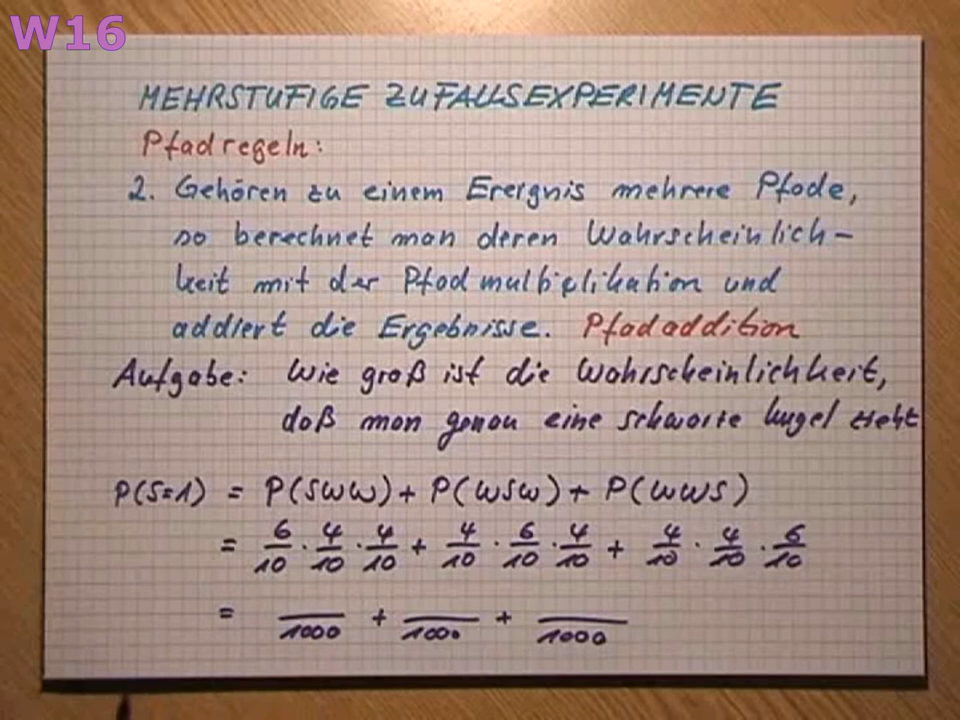 W16
MEHRSTUFIGE ZUFALLSEXPERIMENTE
Pfadregeln:
2. Gehören zu einem Ereignis mehrere Pfade,
so berechnet man deren Wahrscheinlich-
keit mit der Pfadmultiplikation und
addiert die Ergebnisse. Pfadaddition
Aufgabe: Wie groß ist die Wahrscheinlichkeit,
daß man genau eine schwarze Kugel zieht
P(S=1) = P(SWW) + P(WSW) + P(WWS)
= 6/10 · 4/10 · 4/10 + 4/10 · 6/10 · 4/10 + 4/10 · 4/10 · 6/10
= /1000 + /1000 + /1000